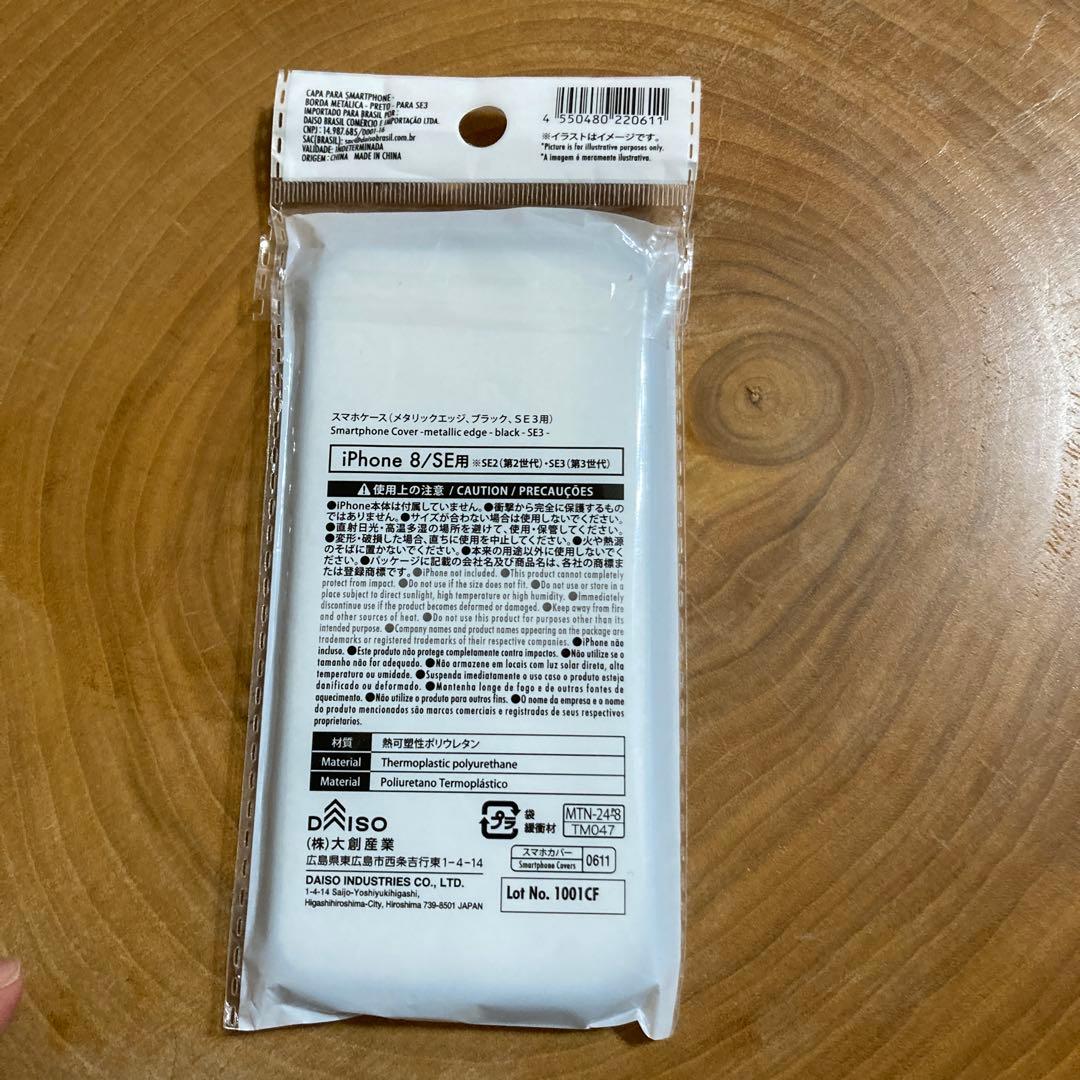 CAPA PARA SMARTPHONE -
BORDA METALICA - PRETO - PARA SE3
IMPORTADO PARA BRASIL POR :
DAISO BRASIL COMÉRCIO E IMPORTAÇÃO LTDA.
CNPJ : 14.987.685/0001-16
SAC(BRASIL): sac@daisobrasil.com.br
VALIDADE: INDETERMINADA
ORIGEM : CHINA MADE IN CHINA
4 550480 220611
※イラストはイメージです。
*Picture is for illustrative purposes only.
*A imagem é meramente ilustrativa.
スマホケース(メタリックエッジ、ブラック、SE3用)
Smartphone Cover -metallic edge - black - SE3 -
iPhone 8/SE用 ※SE2(第2世代)・SE3(第3世代)
使用上の注意 / CAUTION / PRECAUÇÕES
●iPhone本体は付属していません。●衝撃から完全に保護するもの
ではありません。●サイズが合わない場合は使用しないでください。
●直射日光・高温多湿の場所を避けて、使用・保管してください。
●変形・破損した場合、直ちに使用を中止してください。●火や熱源
のそばに置かないでください。●本来の用途以外に使用しないでく
ださい。●パッケージに記載の会社名及び商品名は、各社の商標ま
たは登録商標です。●iPhone not included. ●This product cannot completely
protect from impact. ●Do not use if the size does not fit. ●Do not use or store in a
place subject to direct sunlight, high temperature or high humidity. ●Immediately
discontinue use if the product becomes deformed or damaged. ●Keep away from fire
and other sources of heat. ●Do not use this product for purposes other than its
intended purpose. ●Company names and product names appearing on the package are
trademarks or registered trademarks of their respective companies. ●iPhone não
incluso. ●Este produto não protege completamente contra impactos. ●Não utilize se o
tamanho não for adequado. ●Não armazene em locais com luz solar direta, alta
temperatura ou umidade. ●Suspenda imediatamente o uso caso o produto esteja
danificado ou deformado. ●Mantenha longe de fogo e de outras fontes de
aquecimento. ●Não utilize o produto para outros fins. ●O nome da empresa e o nome
do produto mencionados são marcas comerciais e registradas de seus respectivos
proprietarios.
材質 熱可塑性ポリウレタン
Material Thermoplastic polyurethane
Material Poliuretano Termoplástico
DAISO
(株)大創産業
広島県東広島市西条吉行東1-4-14
DAISO INDUSTRIES CO., LTD.
1-4-14 Saijo-Yoshiyukihigashi,
Higashihiroshima-City, Hiroshima 739-8501 JAPAN
プラ
袋
緩衝材
TM047
スマホカバー
Smartphone Covers
0611
Lot No. 1001CF